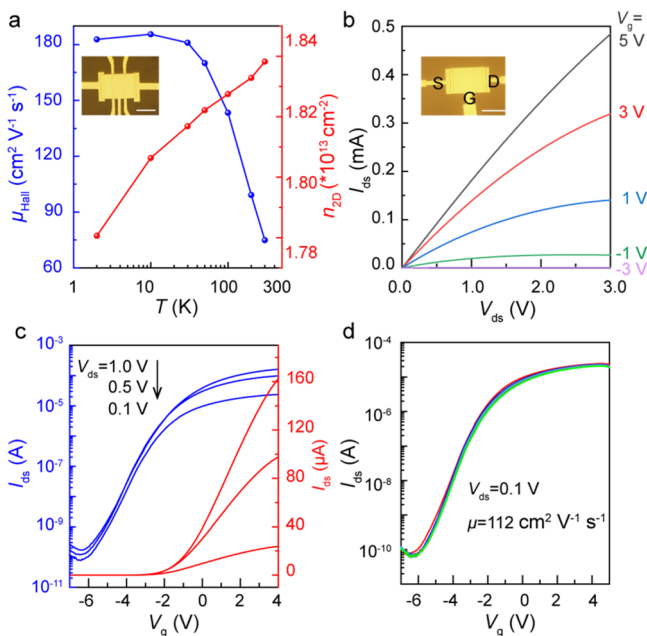 a
180
150
120
90
60
μHall (cm² V⁻¹ s⁻¹)
1.84
1.82
1.80
1.78
n2D (*10¹³ cm⁻²)
1 10 100 300
T (K)
b
Vg=
5 V
3 V
1 V
-1 V
-3 V
S D
G
0.5
0.4
0.3
0.2
0.1
0.0
Ids (mA)
0.0 1.0 2.0 3.0
Vds (V)
c
10⁻³
10⁻⁵
10⁻⁷
10⁻⁹
10⁻¹¹
Ids (A)
Vds=1.0 V
0.5 V
0.1 V
160
120
80
40
0
Ids (μA)
-6 -4 -2 0 2 4
Vg (V)
d
10⁻⁴
10⁻⁶
10⁻⁸
10⁻¹⁰
Ids (A)
Vds=0.1 V
μ=112 cm² V⁻¹ s⁻¹
-6 -4 -2 0 2 4
Vg (V)